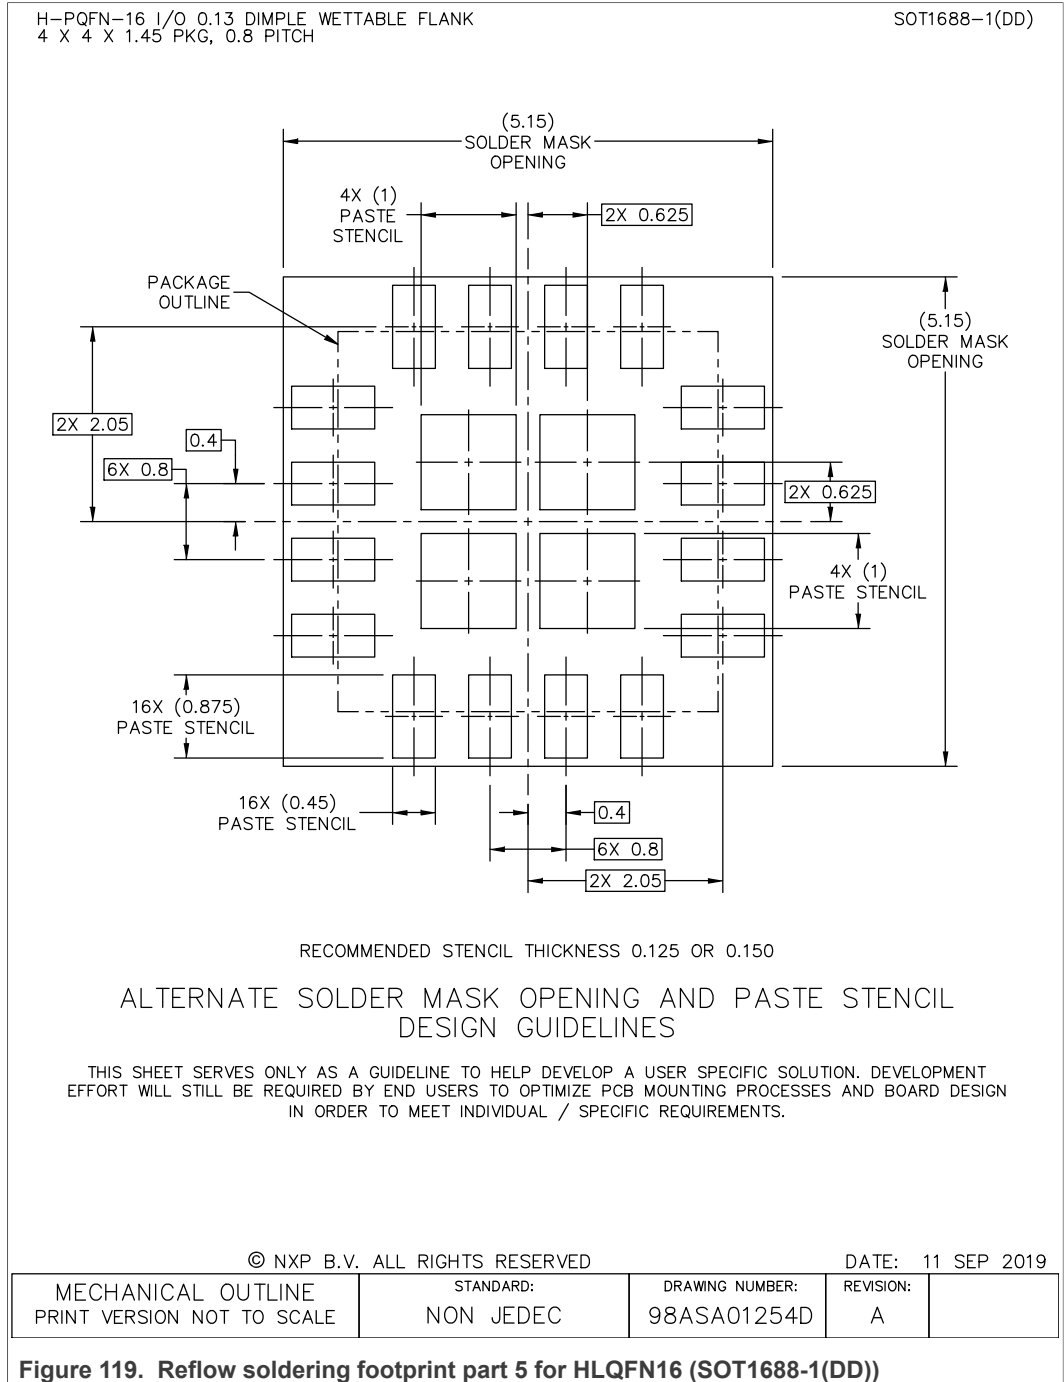 H-PQFN-16 I/O 0.13 DIMPLE WETTABLE FLANK
4 X 4 X 1.45 PKG, 0.8 PITCH
SOT1688-1(DD)
(5.15)
SOLDER MASK
OPENING
4X (1)
PASTE
STENCIL
2X 0.625
PACKAGE
OUTLINE
(5.15)
SOLDER MASK
OPENING
2X 2.05
0.4
6X 0.8
2X 0.625
4X (1)
PASTE STENCIL
16X (0.875)
PASTE STENCIL
16X (0.45)
PASTE STENCIL
0.4
6X 0.8
2X 2.05
RECOMMENDED STENCIL THICKNESS 0.125 OR 0.150
ALTERNATE SOLDER MASK OPENING AND PASTE STENCIL
DESIGN GUIDELINES
THIS SHEET SERVES ONLY AS A GUIDELINE TO HELP DEVELOP A USER SPECIFIC SOLUTION. DEVELOPMENT
EFFORT WILL STILL BE REQUIRED BY END USERS TO OPTIMIZE PCB MOUNTING PROCESSES AND BOARD DESIGN
IN ORDER TO MEET INDIVIDUAL / SPECIFIC REQUIREMENTS.
© NXP B.V. ALL RIGHTS RESERVED
DATE: 11 SEP 2019
MECHANICAL OUTLINE
PRINT VERSION NOT TO SCALE
STANDARD:
NON JEDEC
DRAWING NUMBER:
98ASA01254D
REVISION:
A
Figure 119. Reflow soldering footprint part 5 for HLQFN16 (SOT1688-1(DD))